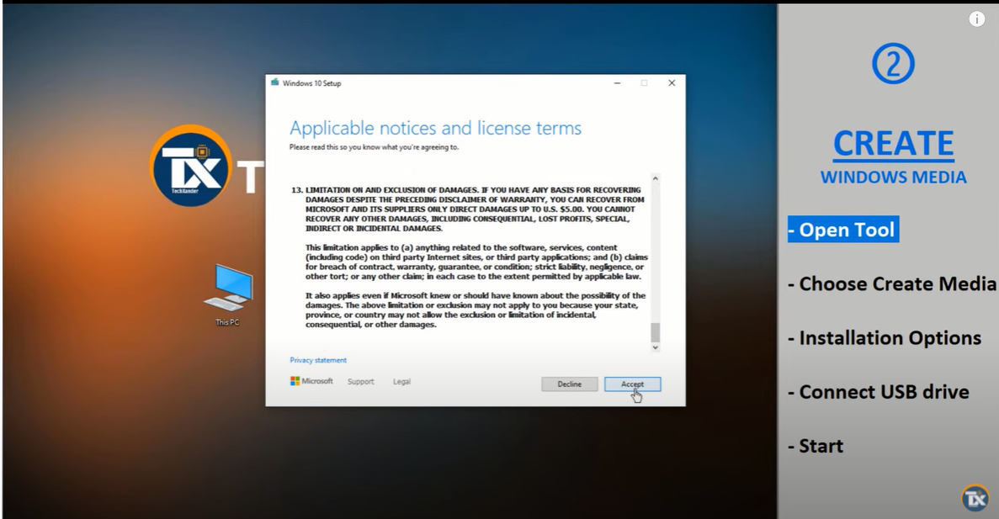 Windows 10 Setup
Applicable notices and license terms
Please read this so you know what you're agreeing to.
13. LIMITATION ON AND EXCLUSION OF DAMAGES. IF YOU HAVE ANY BASIS FOR RECOVERING
DAMAGES DESPITE THE PRECEDING DISCLAIMER OF WARRANTY, YOU CAN RECOVER FROM
MICROSOFT AND ITS SUPPLIERS ONLY DIRECT DAMAGES UP TO U.S. $5.00. YOU CANNOT
RECOVER ANY OTHER DAMAGES, INCLUDING CONSEQUENTIAL, LOST PROFITS, SPECIAL,
INDIRECT OR INCIDENTAL DAMAGES.
This limitation applies to (a) anything related to the software, services, content
(including code) on third party Internet sites, or third party applications; and (b) claims
for breach of contract, warranty, guarantee, or condition; strict liability, negligence, or
other tort; or any other claim; in each case to the extent permitted by applicable law.
It also applies even if Microsoft knew or should have known about the possibility of the
damages. The above limitation or exclusion may not apply to you because your state,
province, or country may not allow the exclusion or limitation of incidental,
consequential, or other damages.
Privacy statement
Microsoft Support Legal
Decline Accept
TX
TechXander
T
This PC
2
CREATE
WINDOWS MEDIA
- Open Tool
- Choose Create Media
- Installation Options
- Connect USB drive
- Start
TX